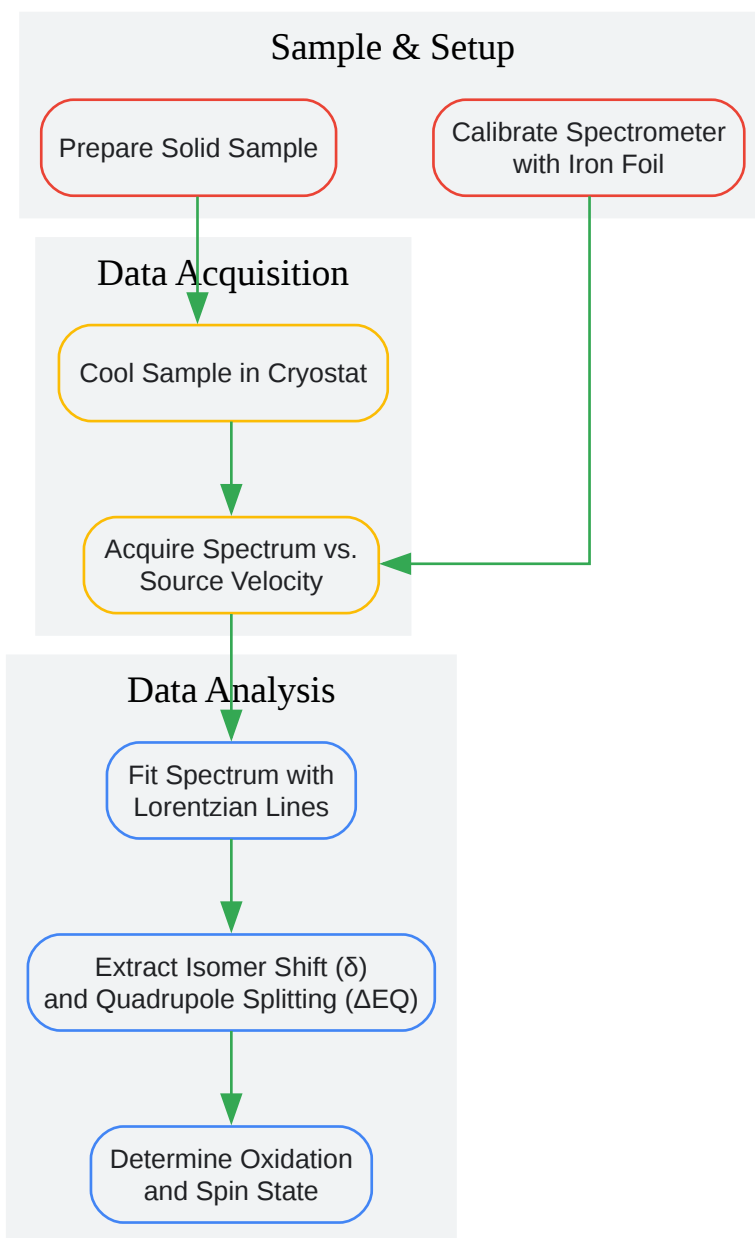 Sample & Setup
Prepare Solid Sample
Calibrate Spectrometer
with Iron Foil
Data Acquisition
Cool Sample in Cryostat
Acquire Spectrum vs.
Source Velocity
Data Analysis
Fit Spectrum with
Lorentzian Lines
Extract Isomer Shift (δ)
and Quadrupole Splitting (ΔEQ)
Determine Oxidation
and Spin State